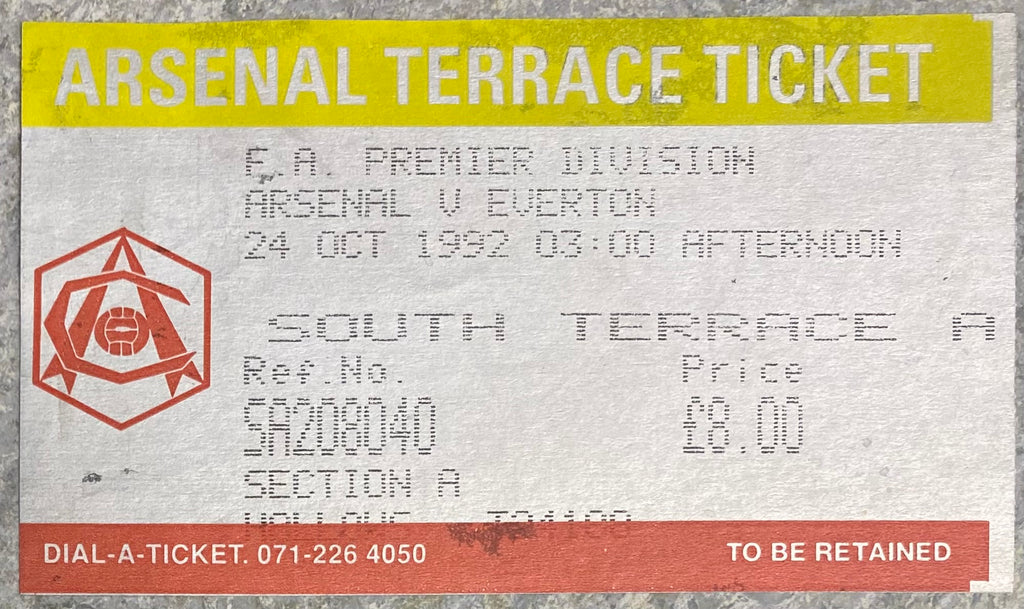 ARSENAL TERRACE TICKET
F.A. PREMIER DIVISION
ARSENAL V EVERTON
24 OCT 1992 03:00 AFTERNOON
SOUTH TERRACE A
Ref.No. Price
SA208040 £8.00
SECTION A
DIAL-A-TICKET. 071-226 4050 TO BE RETAINED